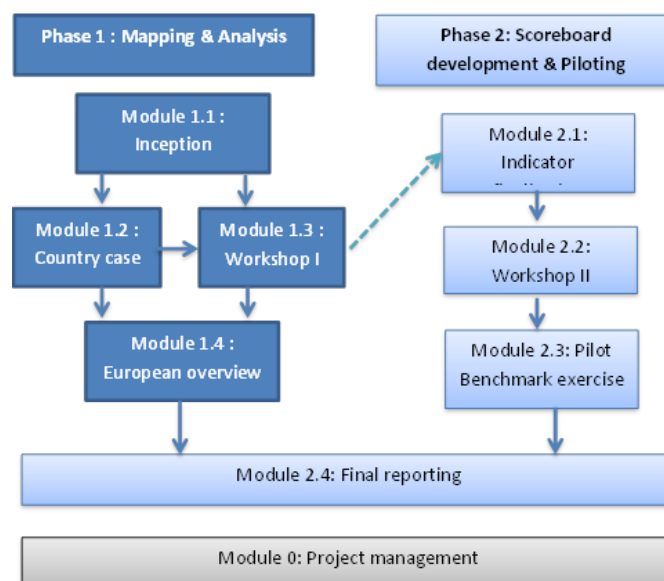 Phase 1 : Mapping & Analysis
Phase 2: Scoreboard
development & Piloting
Module 1.1 :
Inception
Module 2.1:
Indicator
Module 1.2 :
Country case
Module 1.3 :
Workshop I
Module 2.2:
Workshop II
Module 1.4 :
European overview
Module 2.3: Pilot
Benchmark exercise
Module 2.4: Final reporting
Module 0: Project management